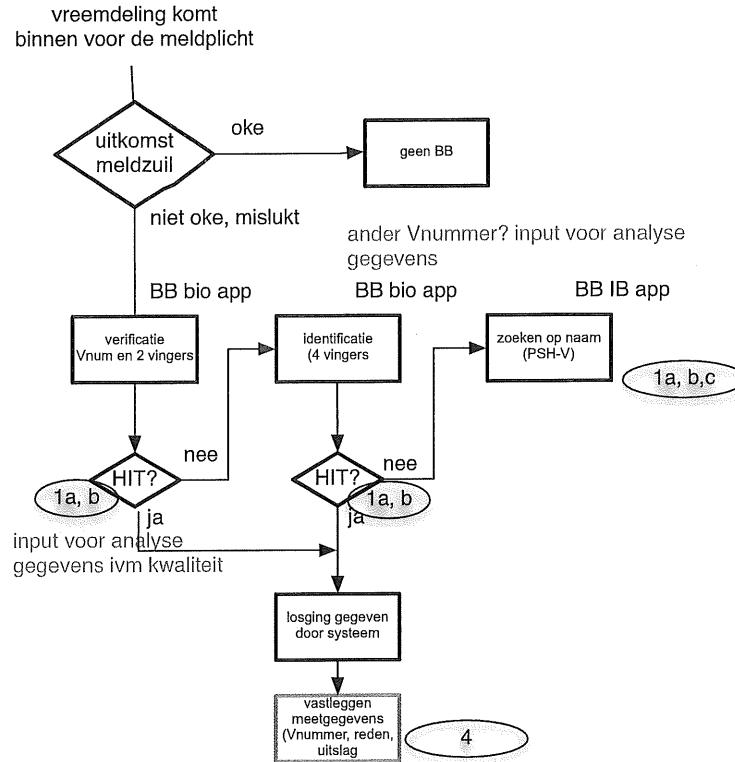 vreemdeling komt
binnen voor de meldplicht
uitkomst
meldzuil
oke
geen BB
niet oke, mislukt
ander Vnummer? input voor analyse
gegevens
BB bio app
BB bio app
BB IB app
verificatie
Vnum en 2 vingers
identificatie
(4 vingers
zoeken op naam
(PSH-V)
1a, b,c
nee
nee
HIT?
HIT?
1a, b
1a, b
ja
ja
input voor analyse
gegevens ivm kwaliteit
losging gegeven
door systeem
vastleggen
meetgegevens
(Vnummer, reden,
uitslag
4